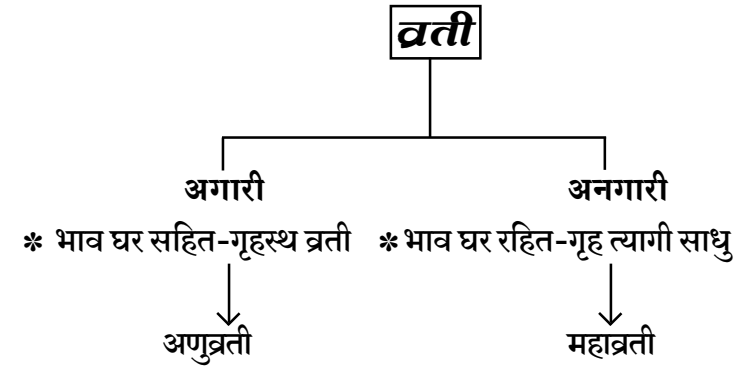 व्रती
अगारी अनगारी
* भाव घर सहित-गृहस्थ व्रती * भाव घर रहित-गृह त्यागी साधु
अणुव्रती महाव्रती